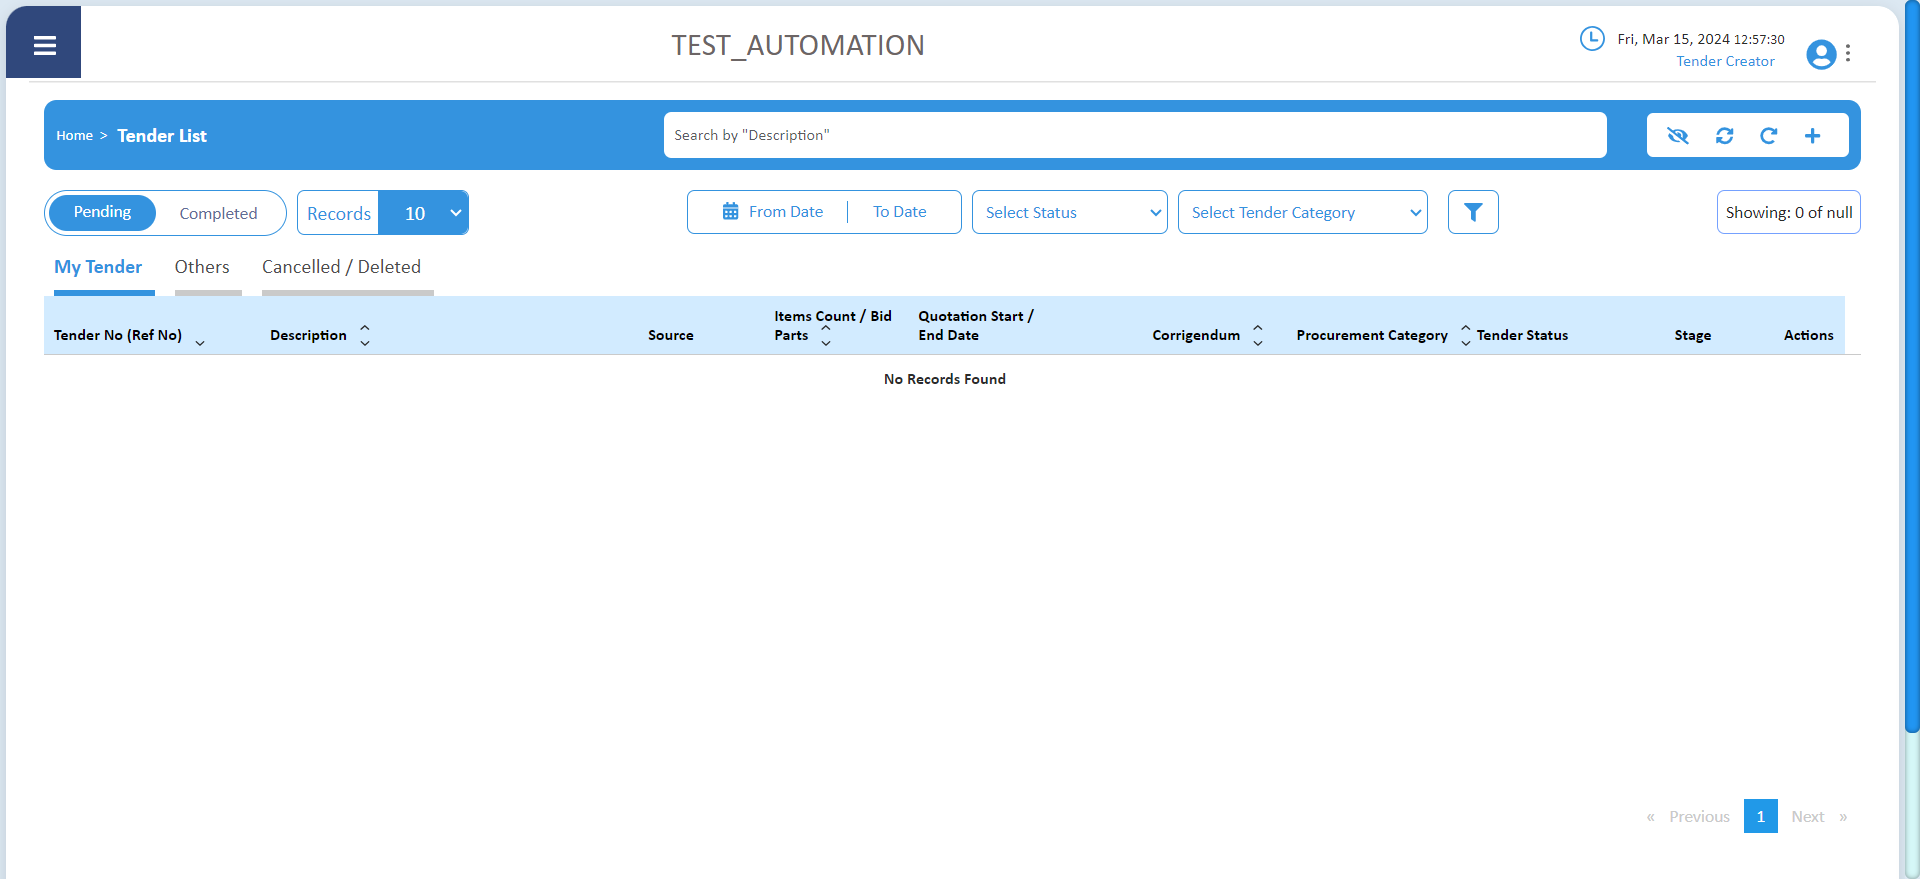 TEST_AUTOMATION
Fri, Mar 15, 2024 12:57:30
Tender Creator
Home > Tender List
Search by "Description"
Pending
Completed
Records
10
From Date
To Date
Select Status
Select Tender Category
Showing: 0 of null
My Tender
Others
Cancelled / Deleted
Tender No (Ref No)
Description
Source
Items Count / Bid
Parts
Quotation Start /
End Date
Corrigendum
Procurement Category
Tender Status
Stage
Actions
No Records Found
« Previous 1 Next »